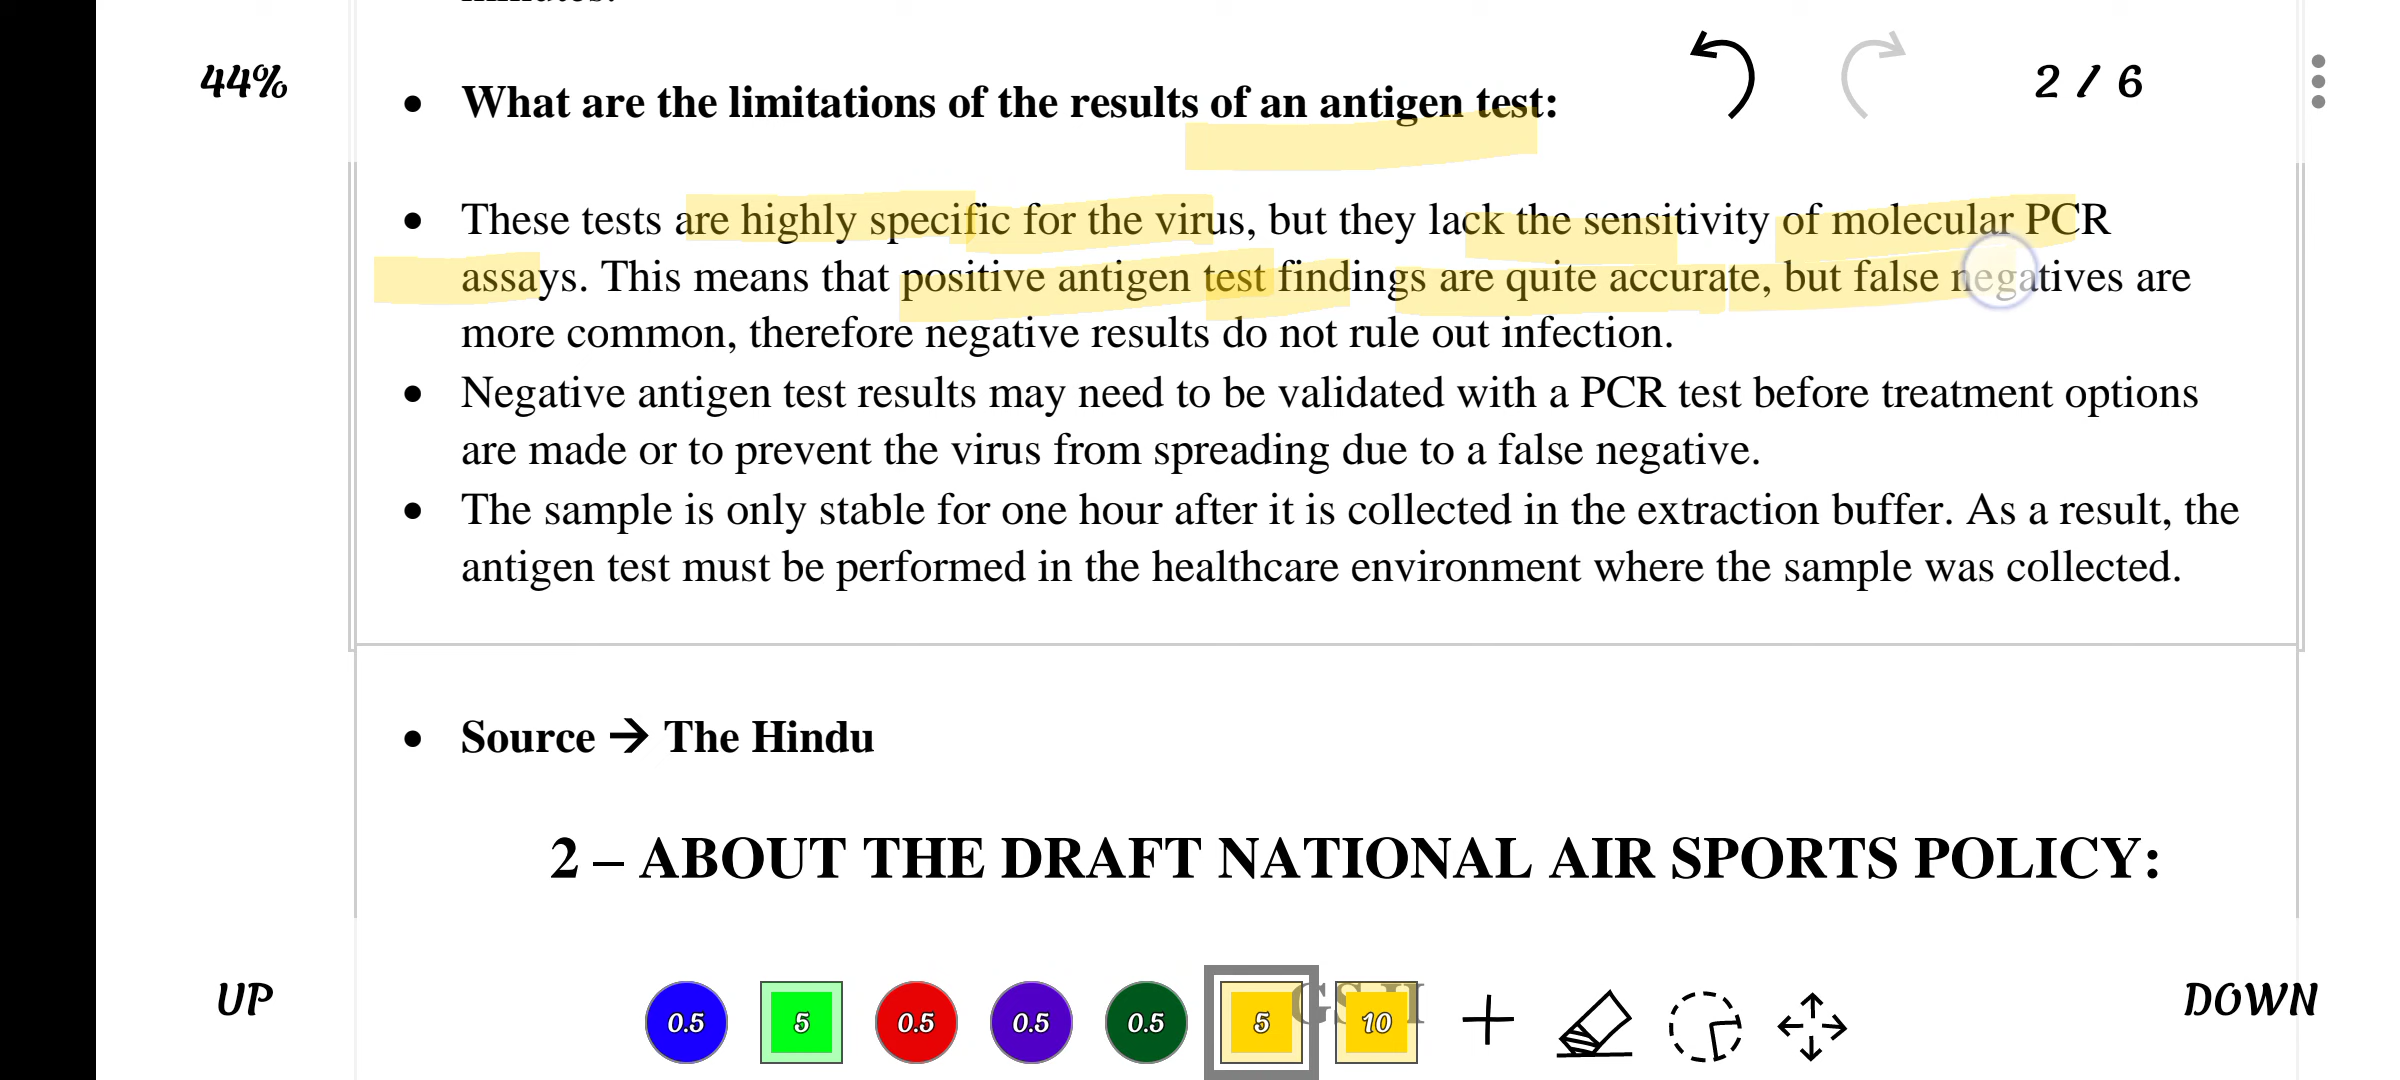 minutes.
44%
2 / 6
• What are the limitations of the results of an antigen test:
• These tests are highly specific for the virus, but they lack the sensitivity of molecular PCR
assays. This means that positive antigen test findings are quite accurate, but false negatives are
more common, therefore negative results do not rule out infection.
• Negative antigen test results may need to be validated with a PCR test before treatment options
are made or to prevent the virus from spreading due to a false negative.
• The sample is only stable for one hour after it is collected in the extraction buffer. As a result, the
antigen test must be performed in the healthcare environment where the sample was collected.
• Source → The Hindu
2 – ABOUT THE DRAFT NATIONAL AIR SPORTS POLICY:
UP
DOWN
0.5 5 0.5 0.5 0.5 5 10